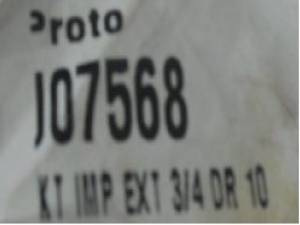 Proto
J07568
KT IMP EXT 3/4 DR 10